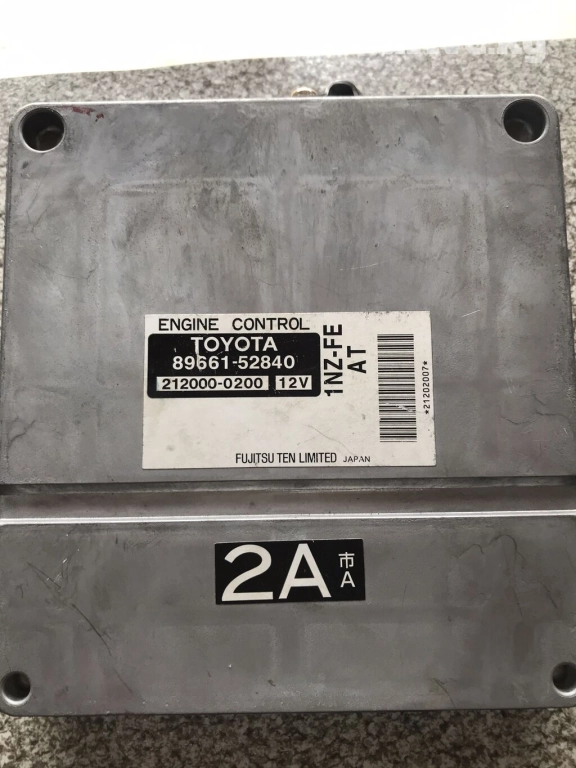 ENGINE CONTROL
TOYOTA
89661-52840
212000-0200 12V
1NZ-FE
AT
*21202007*
FUJITSU TEN LIMITED JAPAN
2A 市
A